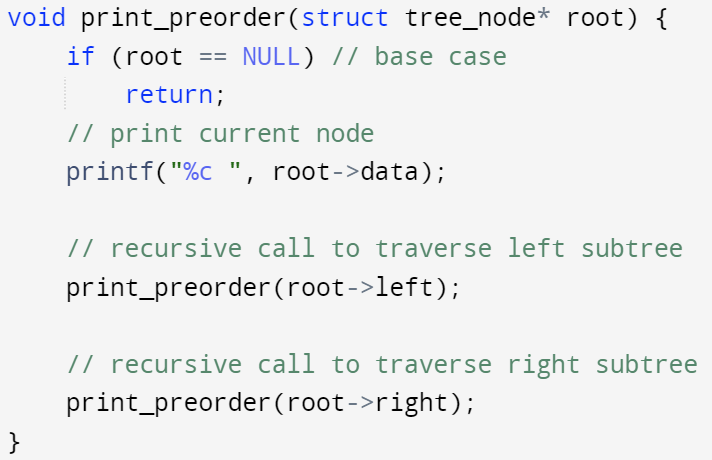 void print_preorder(struct tree_node* root) {
    if (root == NULL) // base case
        return;
    // print current node
    printf("%c ", root->data);

    // recursive call to traverse left subtree
    print_preorder(root->left);

    // recursive call to traverse right subtree
    print_preorder(root->right);
}